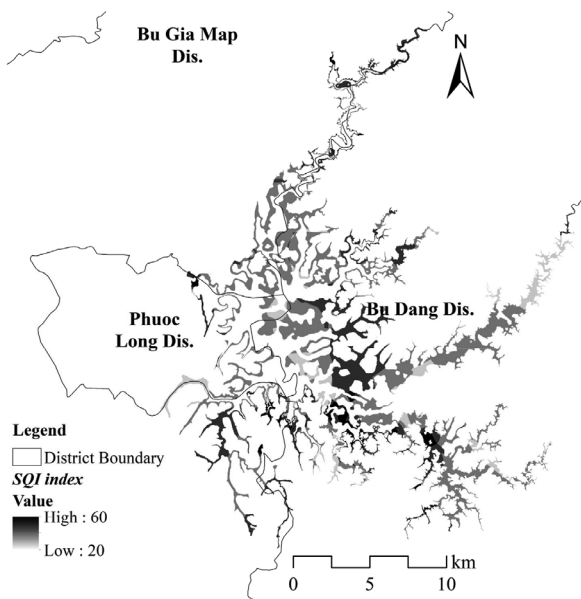 Bu Gia Map
Dis.
N
Phuoc
Long Dis.
Bu Dang Dis.
Legend
District Boundary
SQI index
Value
High : 60
Low : 20
km
0 5 10